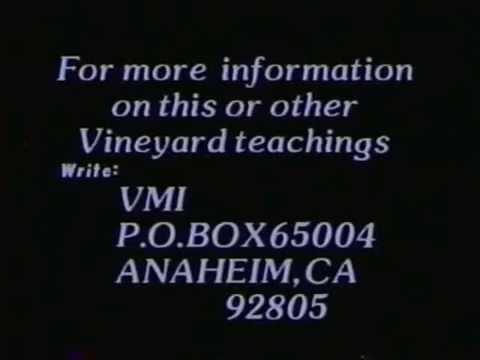 For more information
on this or other
Vineyard teachings
Write:
VMI
P.O.BOX65004
ANAHEIM,CA
92805